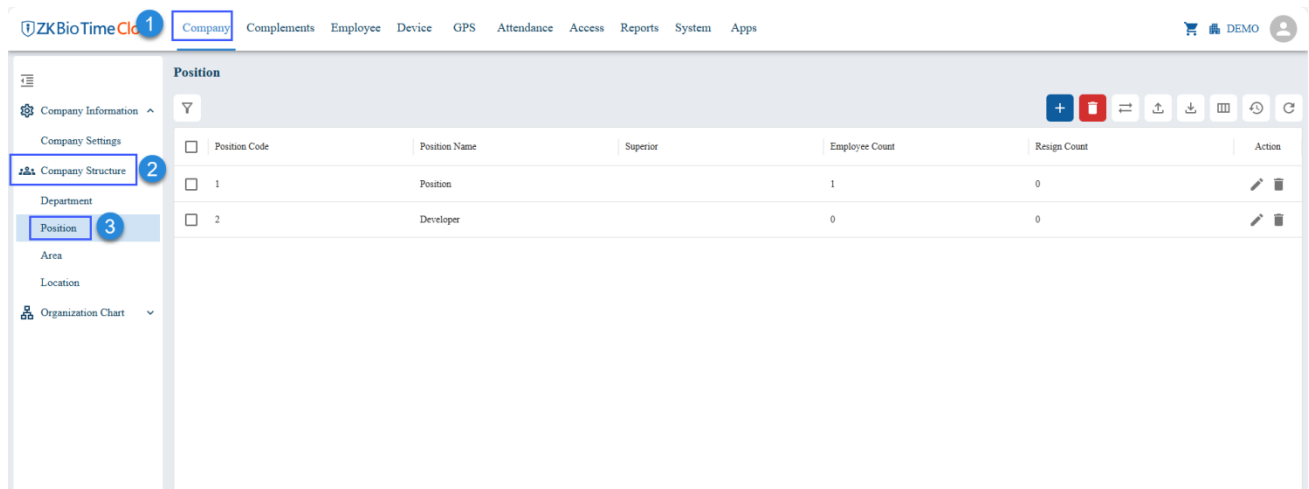 ZKBioTime Clo
1
Company
Complements
Employee
Device
GPS
Attendance
Access
Reports
System
Apps
DEMO
Company Information
Company Settings
Company Structure
2
Department
Position
3
Area
Location
Organization Chart
Position
Position Code
Position Name
Superior
Employee Count
Resign Count
Action
1
Position
1
0
2
Developer
0
0